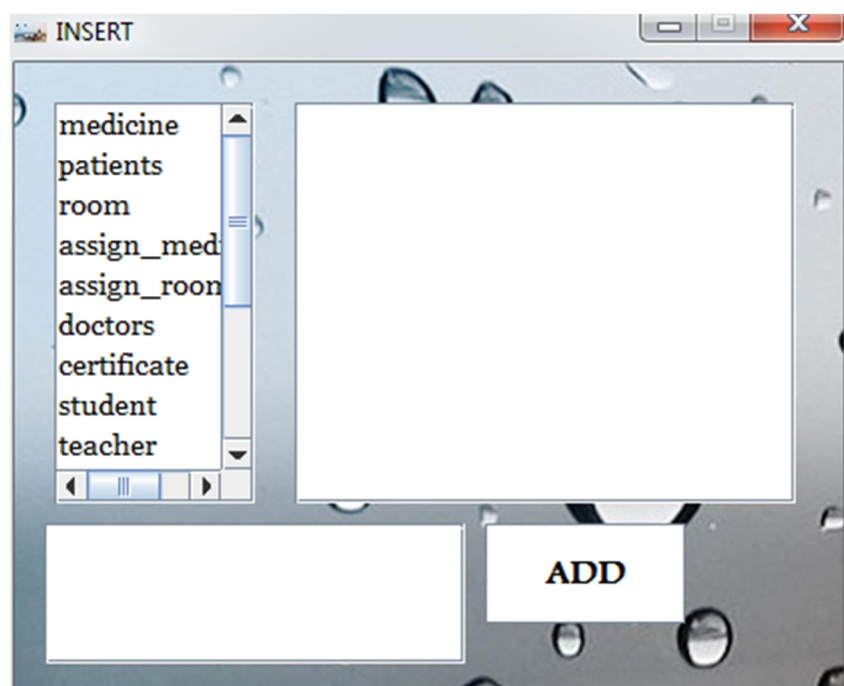 INSERT
medicine
patients
room
assign_medi
assign_room
doctors
certificate
student
teacher
ADD